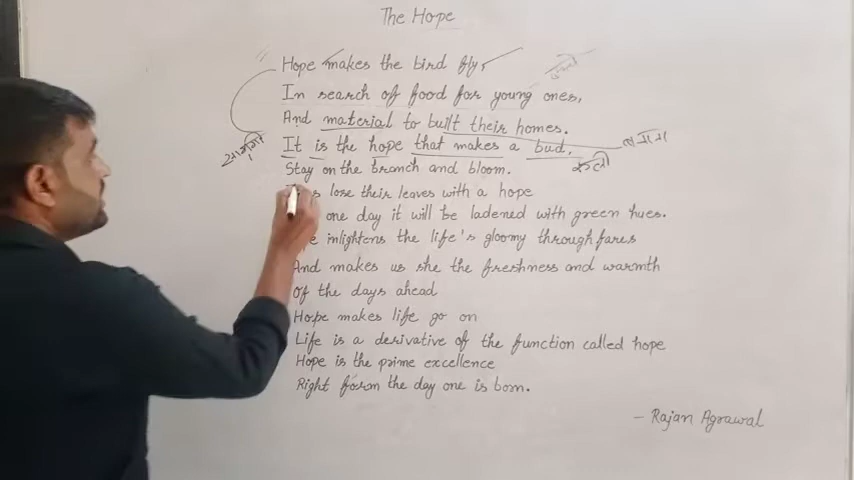 The Hope
Hope makes the bird fly
In search of food for young ones,
And material to built their homes.
It is the hope that makes a bud.
Stay on the branch and bloom.
lose their leaves with a hope
one day it will be ladened with green hues.
inlightens the life's gloomy through fares
And makes us she the freshness and warmth
Of the days ahead
Hope makes life go on
Life is a derivative of the function called hope
Hope is the prime excellence
Right form the day one is born.
- Rajan Agrawal